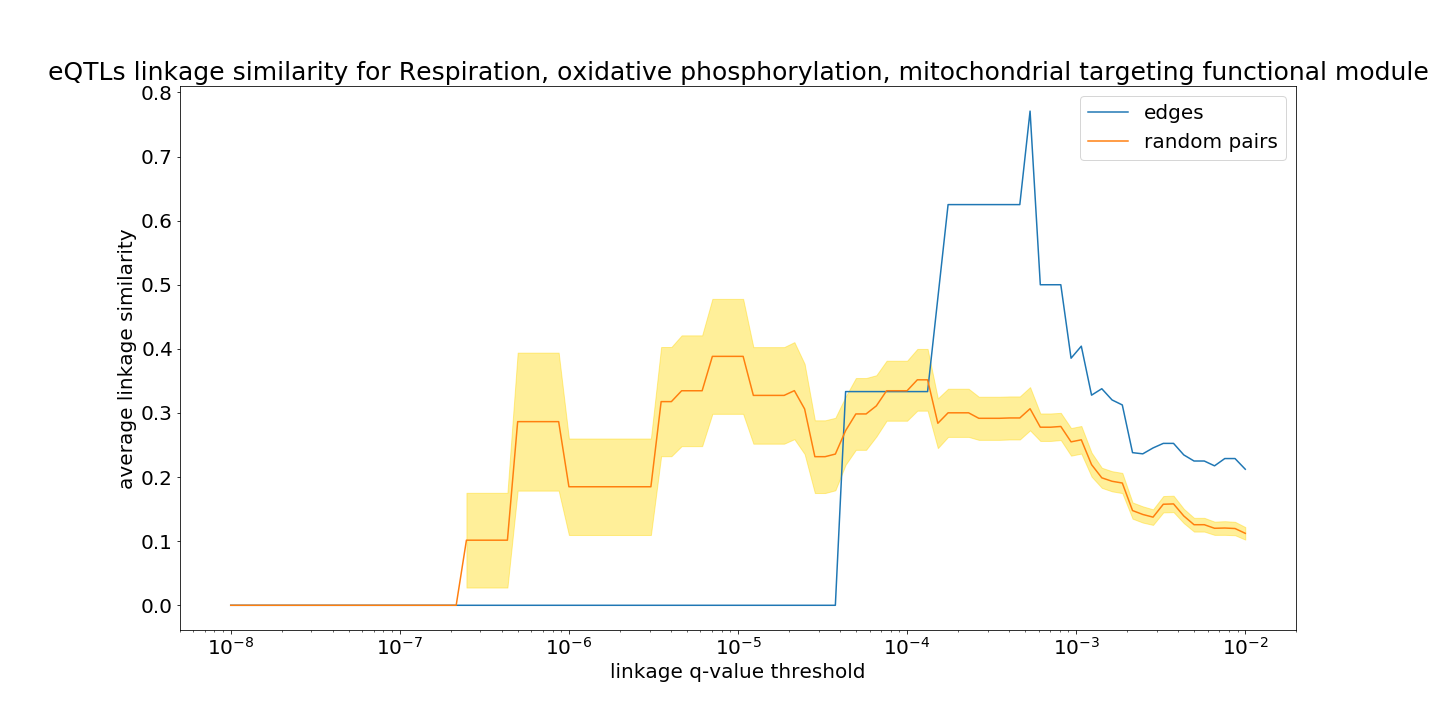 eQTLs linkage similarity for Respiration, oxidative phosphorylation, mitochondrial targeting functional module
edges
random pairs
average linkage similarity
0.8
0.7
0.6
0.5
0.4
0.3
0.2
0.1
0.0
10⁻⁸ 10⁻⁷ 10⁻⁶ 10⁻⁵ 10⁻⁴ 10⁻³ 10⁻²
linkage q-value threshold